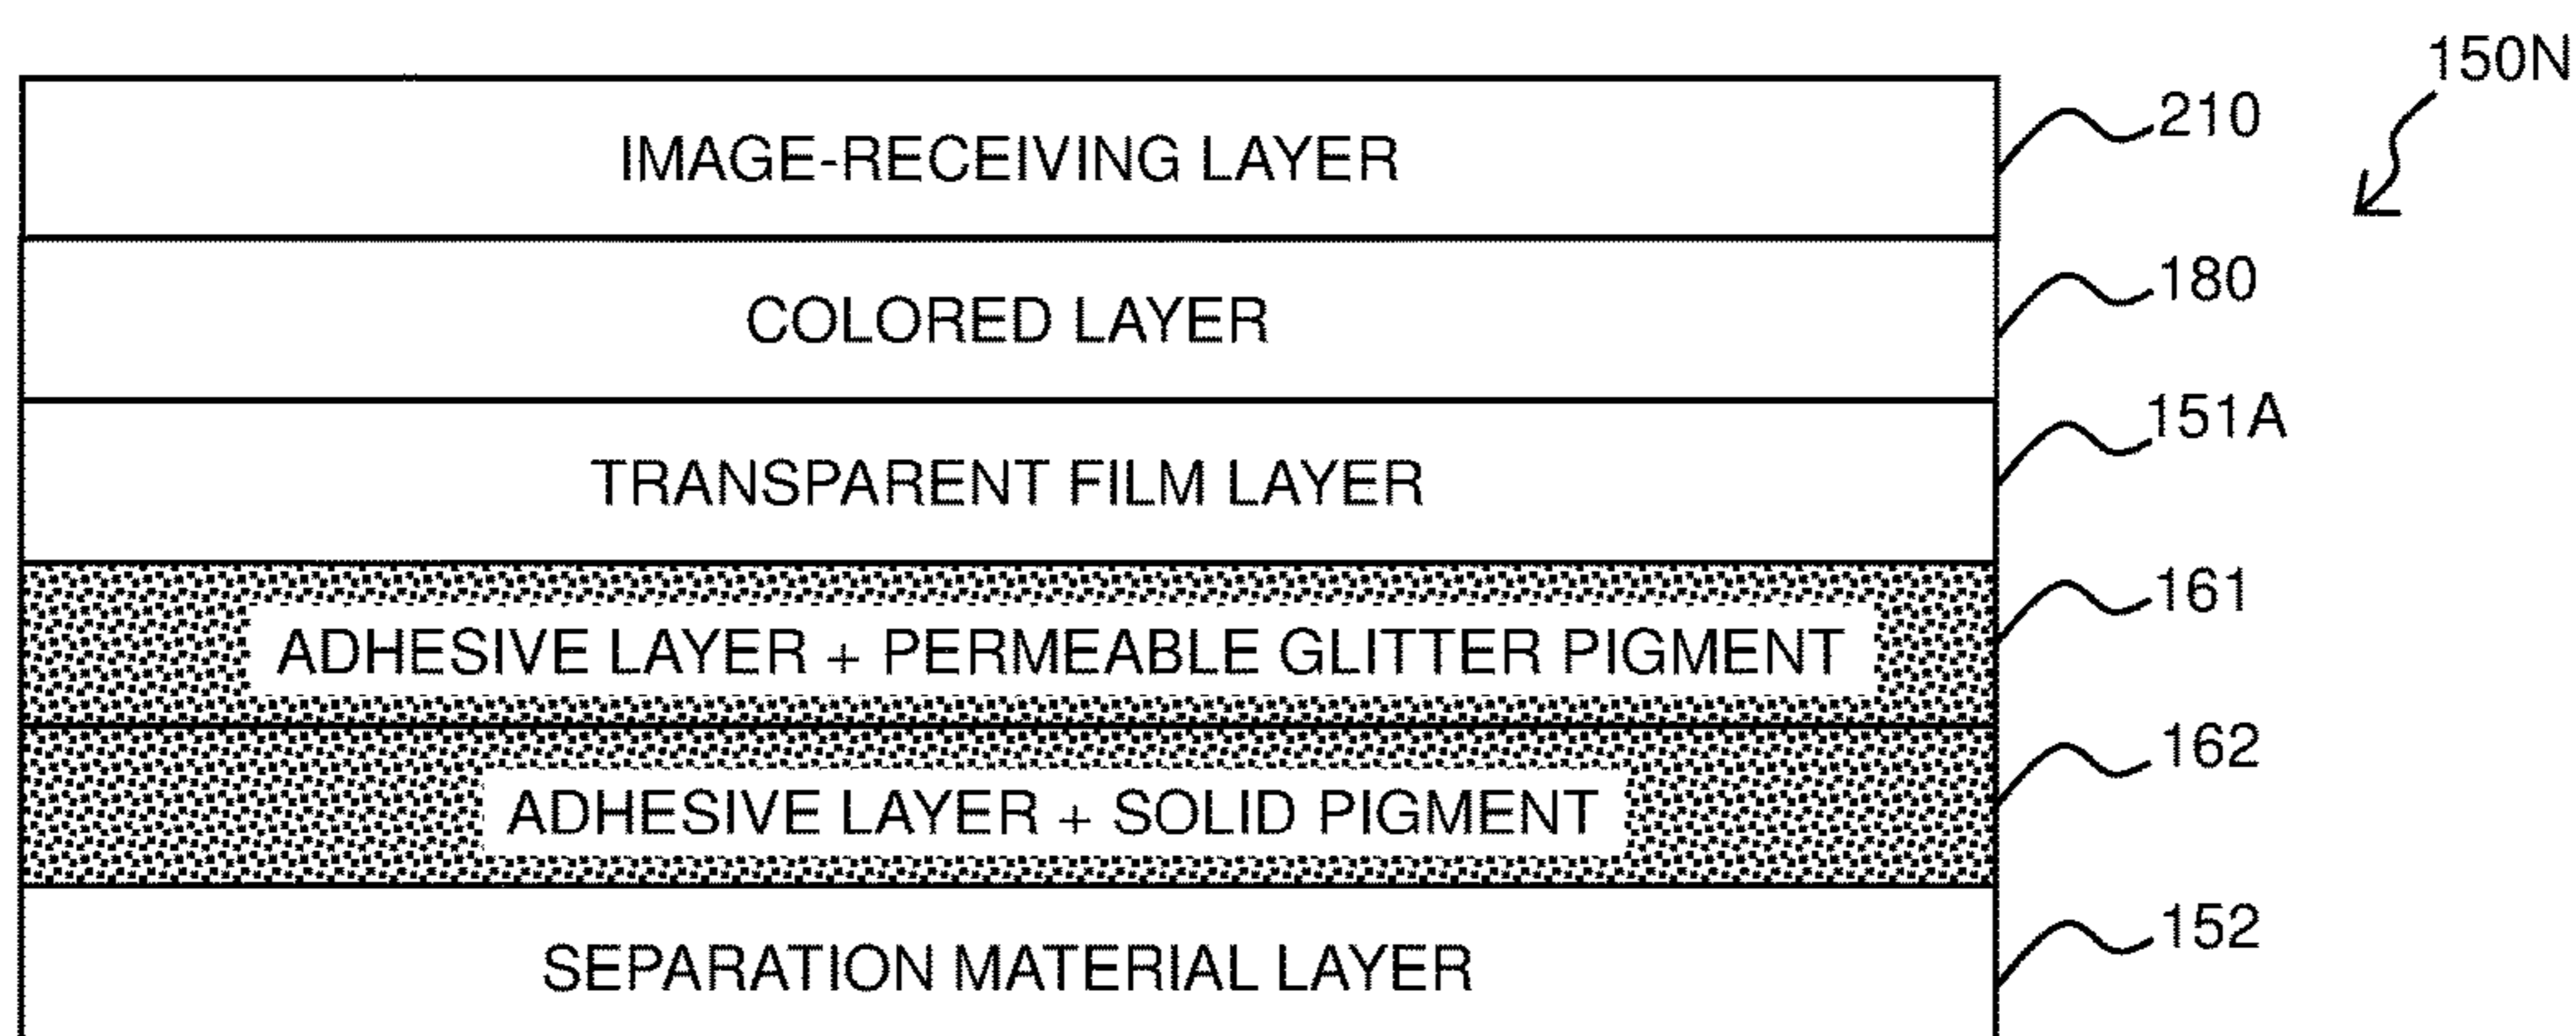 150N
IMAGE-RECEIVING LAYER 210
COLORED LAYER 180
TRANSPARENT FILM LAYER 151A
ADHESIVE LAYER + PERMEABLE GLITTER PIGMENT 161
ADHESIVE LAYER + SOLID PIGMENT 162
SEPARATION MATERIAL LAYER 152